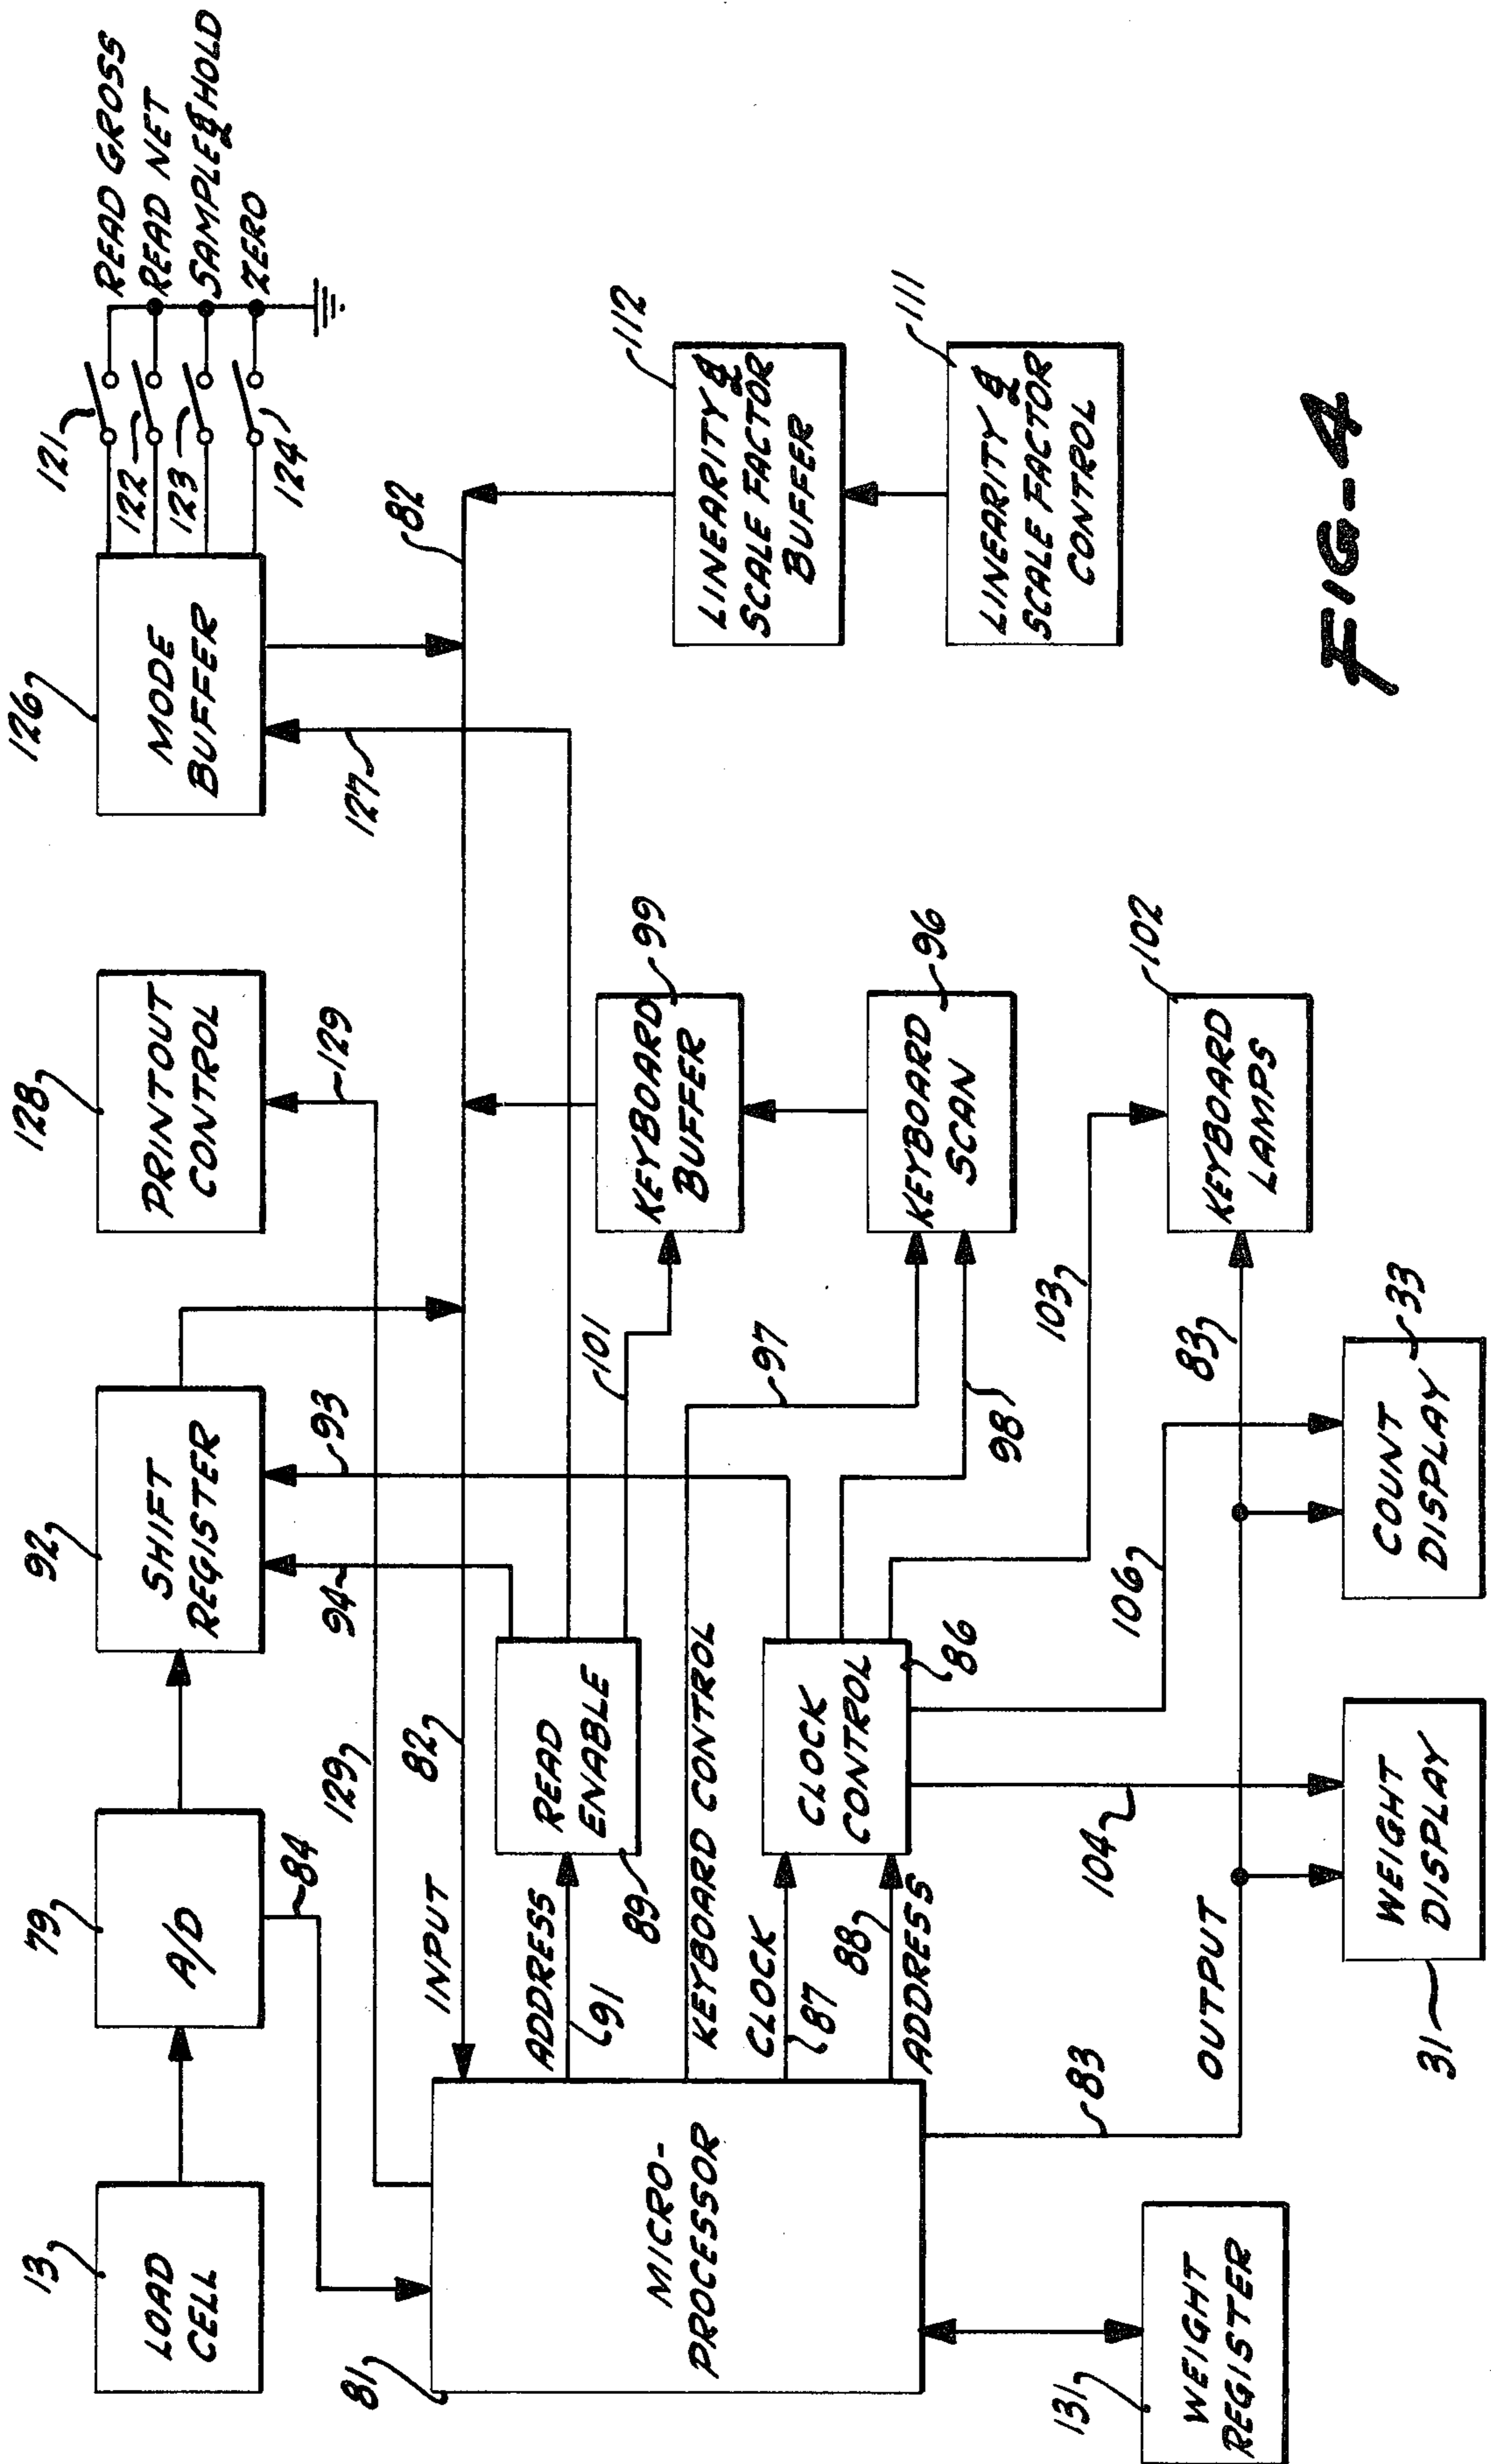 13
LOAD
CELL
79
A/D
84
92
SHIFT
REGISTER
94
93
128
PRINTOUT
CONTROL
129
129
126
MODE
BUFFER
127
121
122
123
124
READ GROSS
READ NET
SAMPLE & HOLD
ZERO
81
MICRO-
PROCESSOR
INPUT
82
82
ADDRESS
91
READ
ENABLE
89
101
KEYBOARD CONTROL
97
CLOCK
87
88
ADDRESS
CLOCK
CONTROL
86
98
103
KEYBOARD
BUFFER
99
KEYBOARD
SCAN
96
KEYBOARD
LAMPS
102
LINEARITY &
SCALE FACTOR
BUFFER
112
LINEARITY &
SCALE FACTOR
CONTROL
111
83
OUTPUT
104
106
83
131
WEIGHT
REGISTER
31
WEIGHT
DISPLAY
COUNT
DISPLAY
33
FIG-4